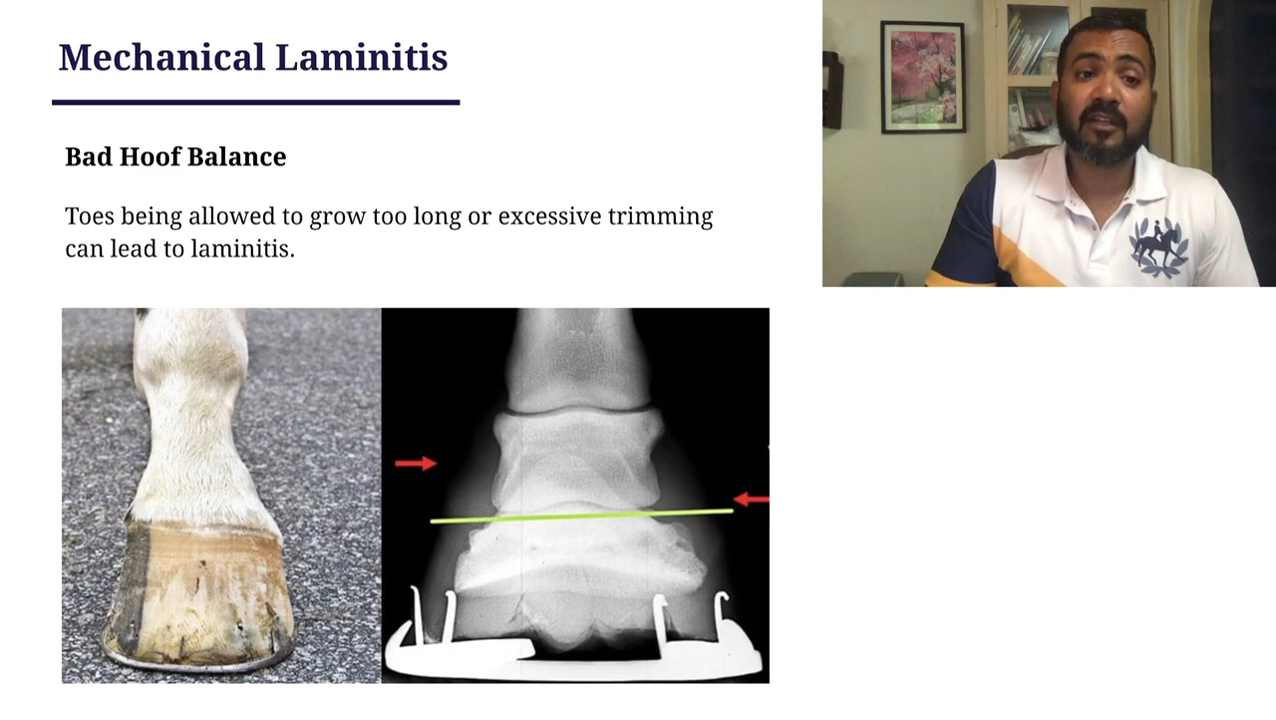 Mechanical Laminitis
Bad Hoof Balance
Toes being allowed to grow too long or excessive trimming
can lead to laminitis.